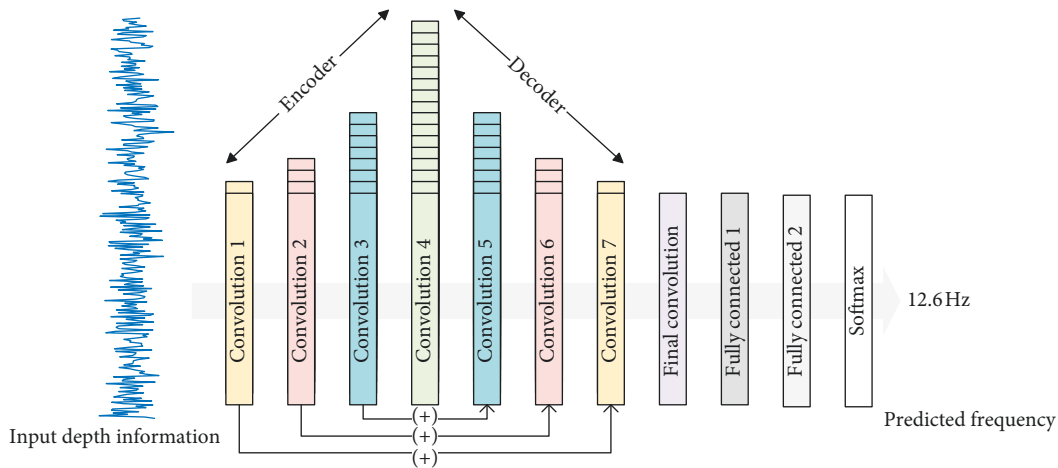 Encoder
Decoder
Convolution 1
Convolution 2
Convolution 3
Convolution 4
Convolution 5
Convolution 6
Convolution 7
Final convolution
Fully connected 1
Fully connected 2
Softmax
12.6 Hz
(+)
(+)
(+)
Input depth information
Predicted frequency